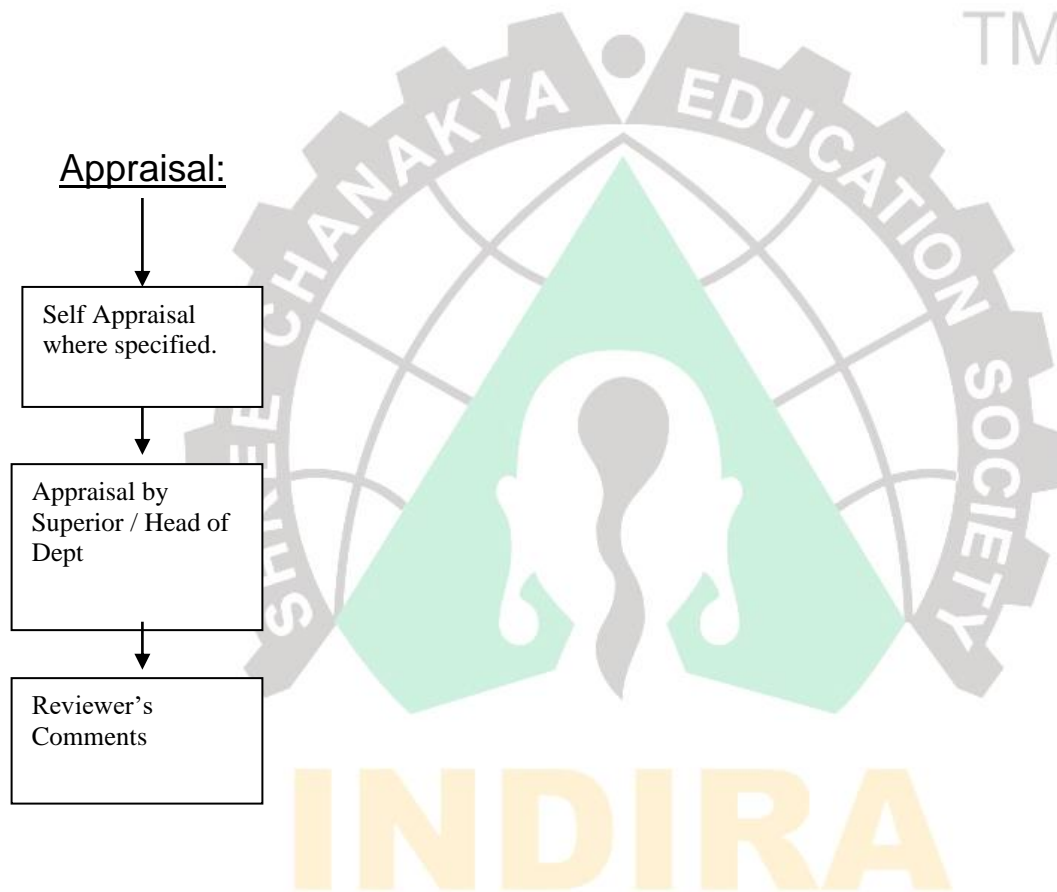 TM
SHREE CHANAKYA EDUCATION SOCIETY
Appraisal:
Self Appraisal
where specified.
Appraisal by
Superior / Head of
Dept
Reviewer’s
Comments
INDIRA